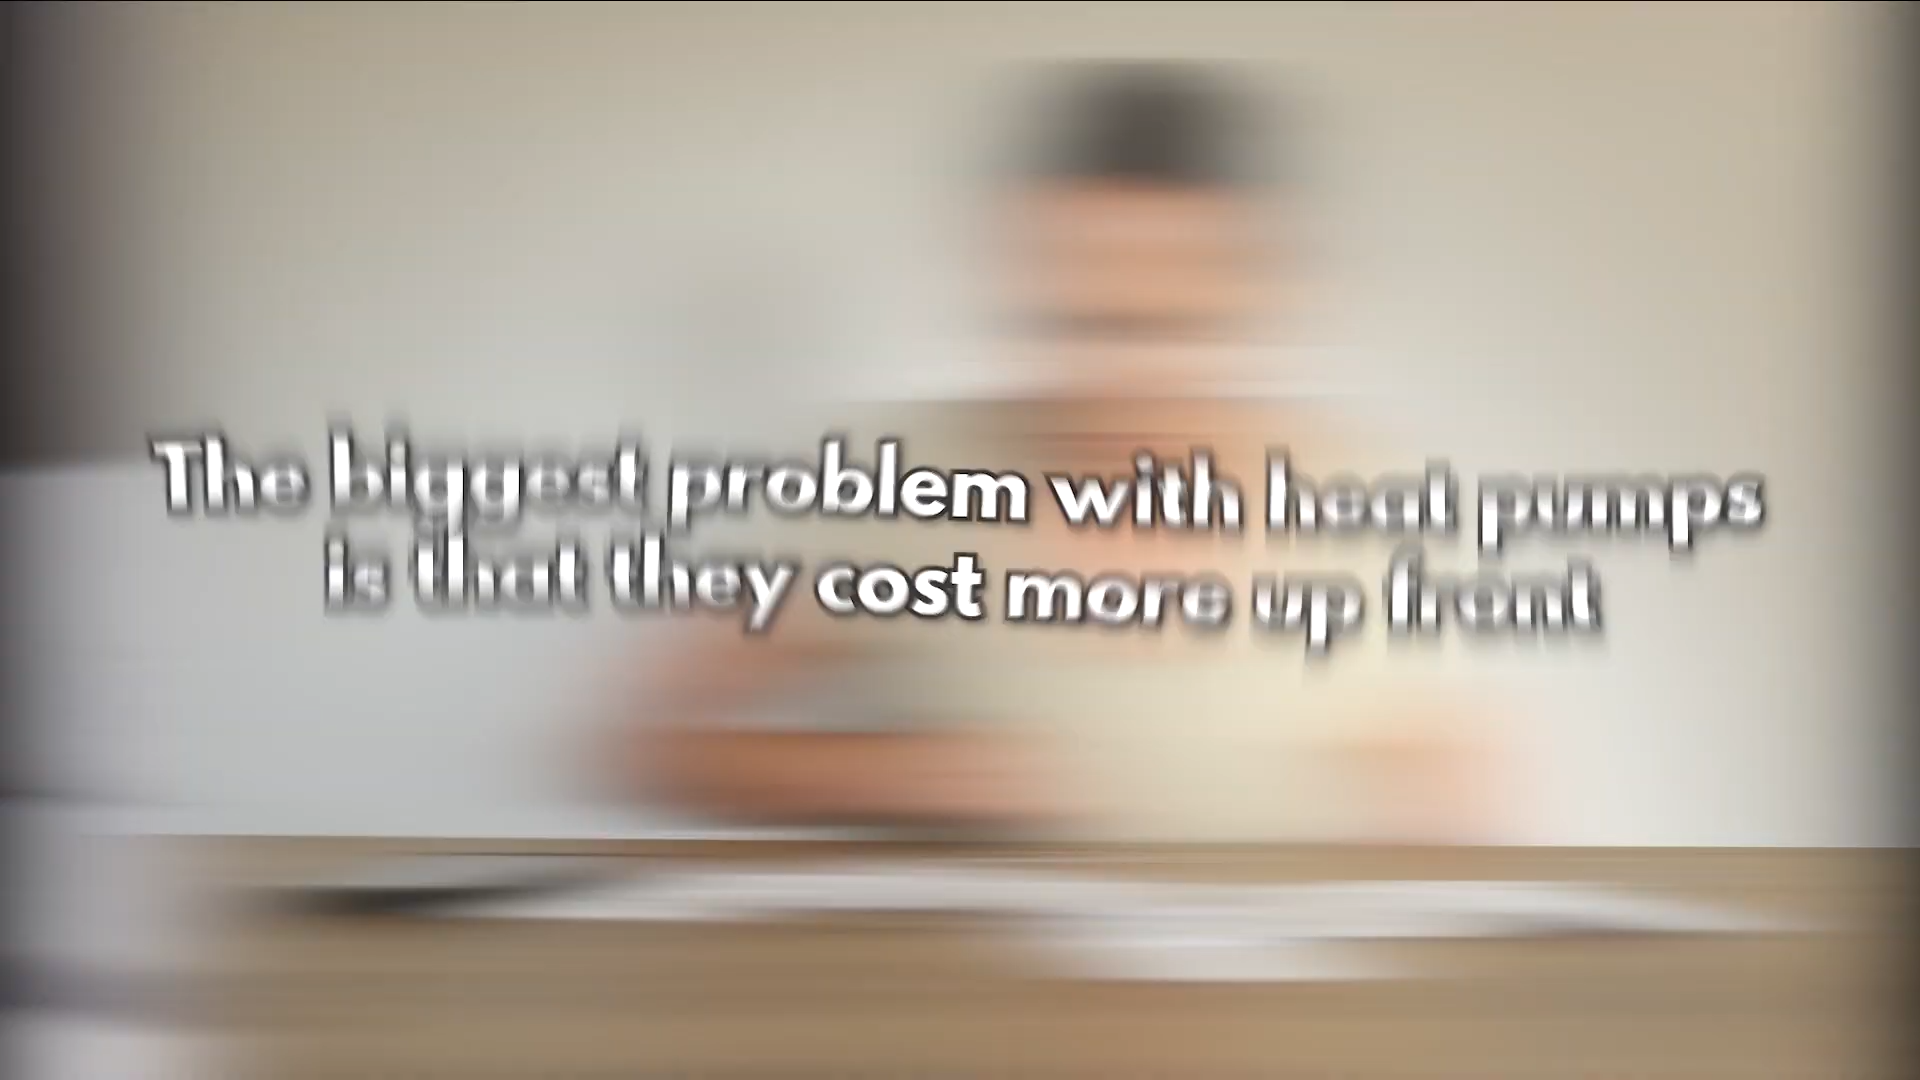 The biggest problem with heat pumps
is that they cost more up front